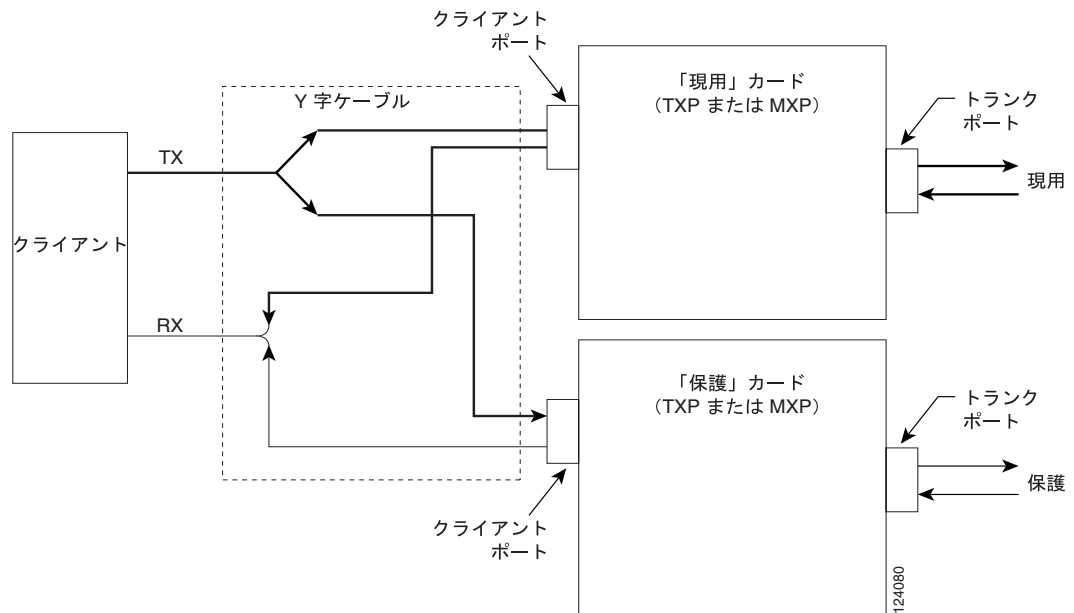 クライアント
ポート
「現用」カード
(TXP または MXP)
トランク
ポート
Y 字ケーブル
TX
現用
クライアント
RX
「保護」カード
(TXP または MXP)
トランク
ポート
保護
クライアント
ポート
124080